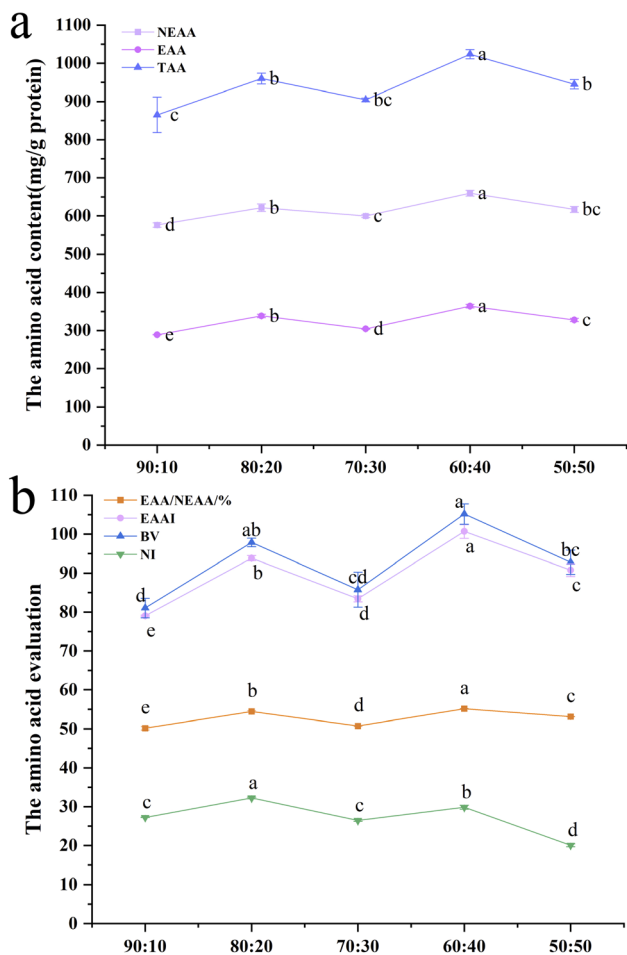 a
NEAA
EAA
TAA
The amino acid content(mg/g protein)
1100
1000
900
800
700
600
500
400
300
200
100
0
c
b
bc
a
b
d
b
c
a
bc
e
b
d
a
c
90:10
80:20
70:30
60:40
50:50
b
EAA/NEAA/%
EAAI
BV
NI
The amino acid evaluation
110
100
90
80
70
60
50
40
30
20
10
0
d
ab
cd
a
bc
e
b
d
a
c
e
b
d
a
c
c
a
c
b
d
90:10
80:20
70:30
60:40
50:50